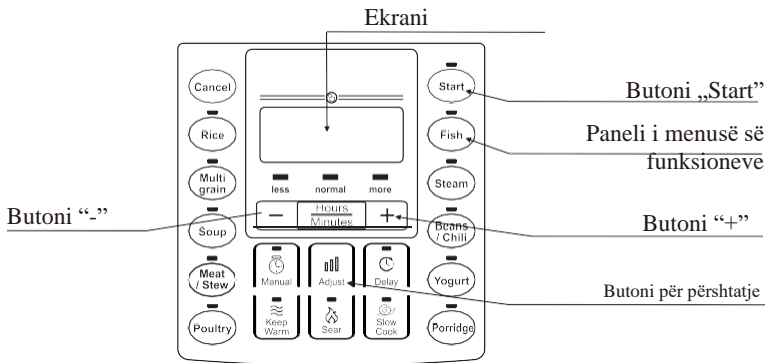 Ekrani
Cancel
Start
Butoni „Start”
Rice
Fish
Paneli i menusë së
funksioneve
Multi
grain
less normal more
Steam
Butoni “-”
Hours
Minutes
Butoni “+”
Soup
Beans
/ Chili
Meat
/ Stew
Manual
Adjust
Delay
Yogurt
Butoni për përshtatje
Poultry
Keep
Warm
Sear
Slow
Cook
Porridge